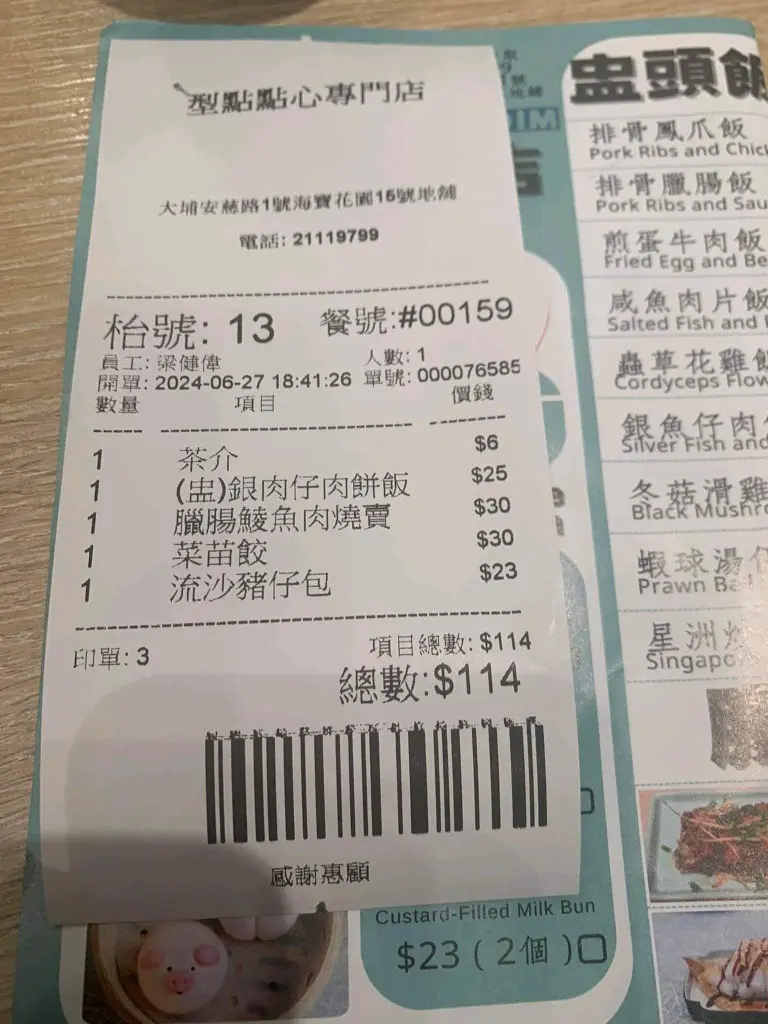 型點點心專門店
大埔安慈路1號海寶花園15號地舖
電話: 21119799
枱號: 13 餐號:#00159
員工: 梁健偉 人數: 1
開單: 2024-06-27 18:41:26 單號: 000076585
數量 項目 價錢
1 茶介 $6
1 (盅)銀肉仔肉餅飯 $25
1 臘腸鯪魚肉燒賣 $30
1 菜苗餃 $30
1 流沙豬仔包 $23
印單: 3 項目總數: $114
總數:$114
感謝惠顧
Custard-Filled Milk Bun
$23 ( 2個 )
號
地舖
DIM
店
盅頭飯
排骨鳳爪飯
Pork Ribs and Chic
排骨臘腸飯
Pork Ribs and Sau
煎蛋牛肉飯
Fried Egg and Be
咸魚肉片飯
Salted Fish and
蟲草花雞飯
Cordyceps Flow
銀魚仔肉
Silver Fish and
冬菇滑雞
Black Mushro
蝦球湯
Prawn Ba
星洲
Singapo